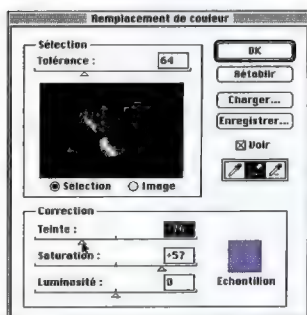 Remplacement de couleur
Sélection
Tolérance : 64
OK
Rétablir
Charger...
Enregistrer...
Voir
Sélection Image
Correction
Teinte :
Saturation : +57
Luminosité : 0
Echantillon